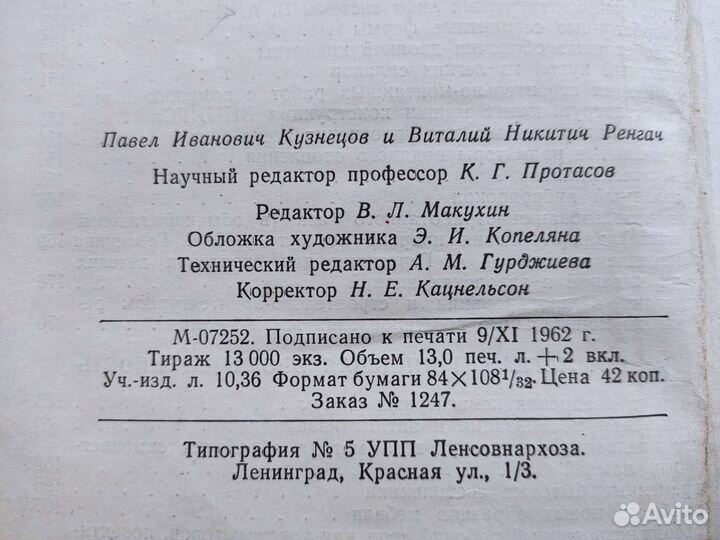 Павел Иванович Кузнецов и Виталий Никитич Ренгач
Научный редактор профессор К. Г. Протасов
Редактор В. Л. Макухин
Обложка художника Э. И. Копеляна
Технический редактор А. М. Гурджиева
Корректор Н. Е. Кацнельсон
М-07252. Подписано к печати 9/XI 1962 г.
Тираж 13 000 экз. Объем 13,0 печ. л. + 2 вкл.
Уч.-изд. л. 10,36 Формат бумаги 84×108¹/₃₂. Цена 42 коп.
Заказ № 1247.
Типография № 5 УПП Ленсовнархоза.
Ленинград, Красная ул., 1/3.
Avito